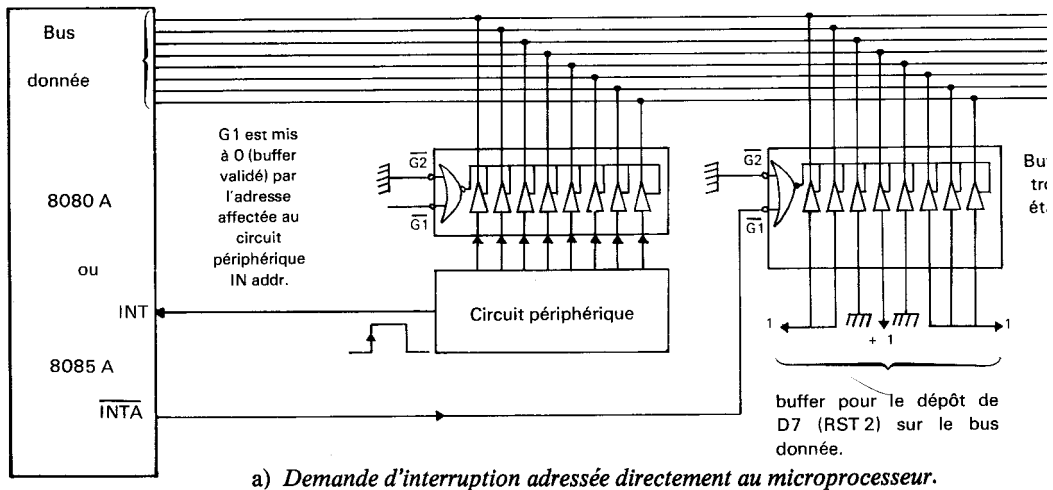 Bus
donnée
8080 A
ou
INT
8085 A
INTA
G1 est mis
à 0 (buffer
validé) par
l'adresse
affectée au
circuit
périphérique
IN addr.
G2
G1
Circuit périphérique
G2
G1
1
+ 1
1
buffer pour le dépôt de
D7 (RST 2) sur le bus
donnée.
a) Demande d'interruption adressée directement au microprocesseur.